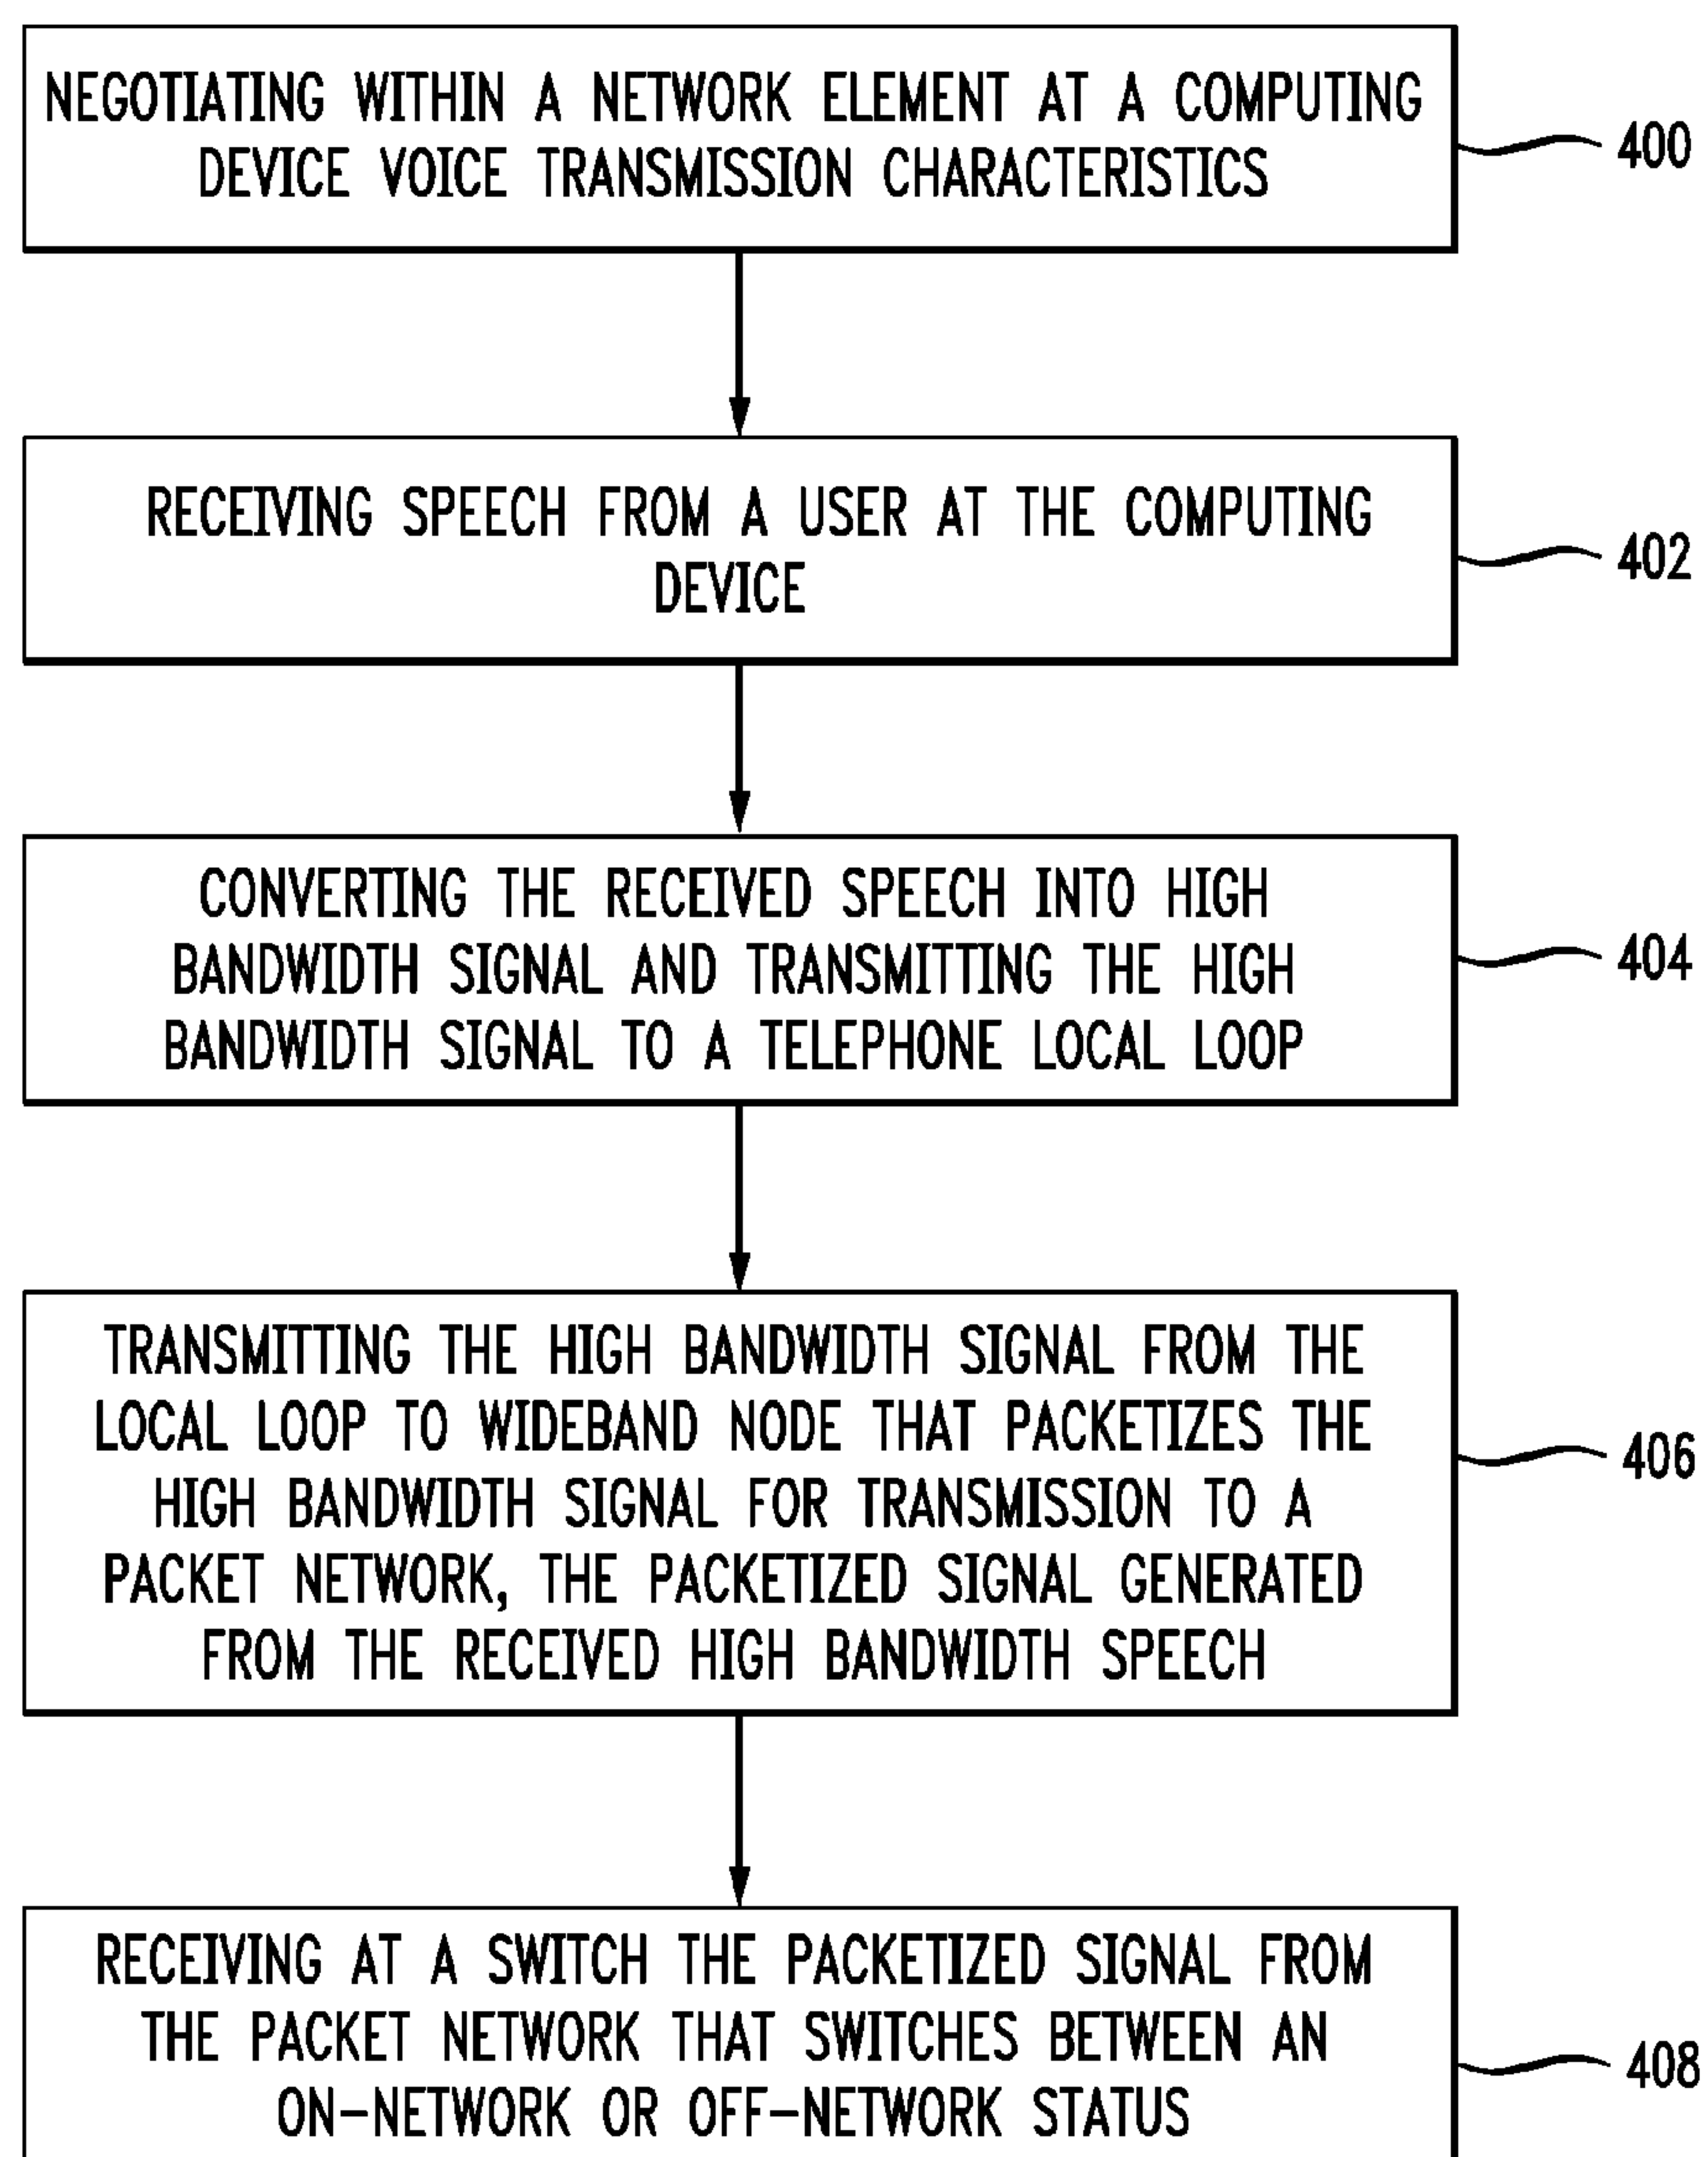 NEGOTIATING WITHIN A NETWORK ELEMENT AT A COMPUTING
DEVICE VOICE TRANSMISSION CHARACTERISTICS
400
RECEIVING SPEECH FROM A USER AT THE COMPUTING
DEVICE
402
CONVERTING THE RECEIVED SPEECH INTO HIGH
BANDWIDTH SIGNAL AND TRANSMITTING THE HIGH
BANDWIDTH SIGNAL TO A TELEPHONE LOCAL LOOP
404
TRANSMITTING THE HIGH BANDWIDTH SIGNAL FROM THE
LOCAL LOOP TO WIDEBAND NODE THAT PACKETIZES THE
HIGH BANDWIDTH SIGNAL FOR TRANSMISSION TO A
PACKET NETWORK, THE PACKETIZED SIGNAL GENERATED
FROM THE RECEIVED HIGH BANDWIDTH SPEECH
406
RECEIVING AT A SWITCH THE PACKETIZED SIGNAL FROM
THE PACKET NETWORK THAT SWITCHES BETWEEN AN
ON-NETWORK OR OFF-NETWORK STATUS
408